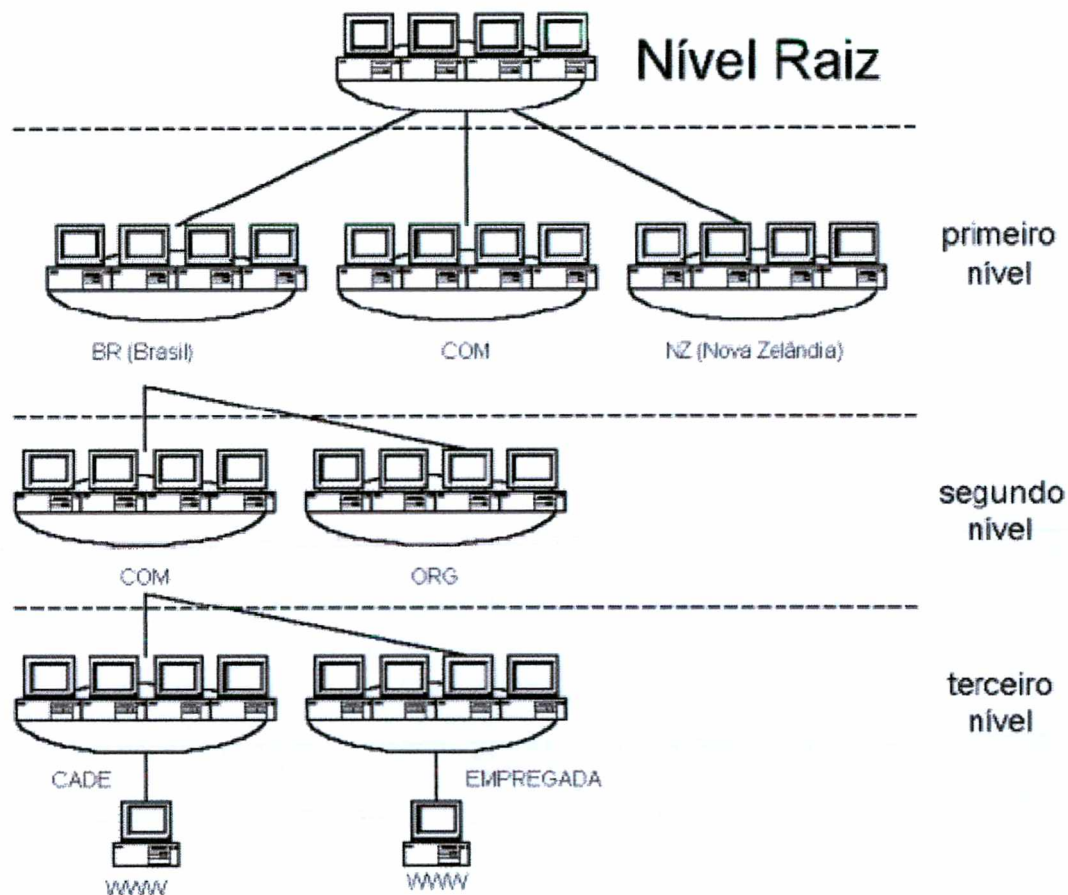 Nível Raiz
primeiro
nível
BR (Brasil)
COM
NZ (Nova Zelândia)
segundo
nível
COM
ORG
terceiro
nível
CADE
EMPREGADA
WWW
WWW